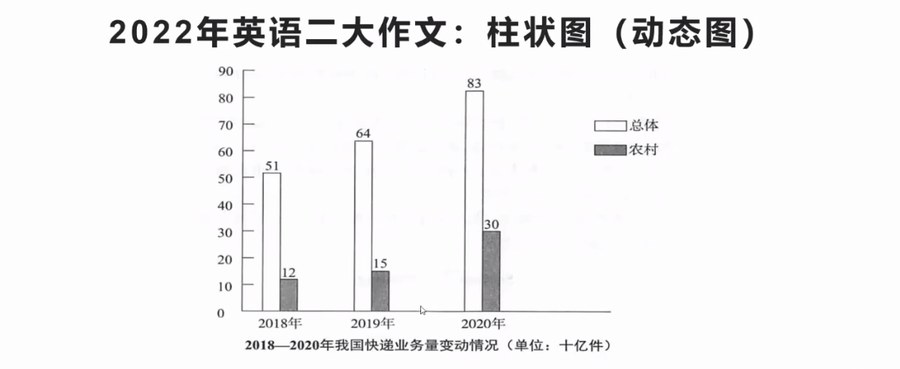 2022年英语二大作文：柱状图（动态图）
90
80
70
60
50
40
30
20
10
0
51
12
64
15
83
30
总体
农村
2018年
2019年
2020年
2018—2020年我国快递业务量变动情况（单位：十亿件）